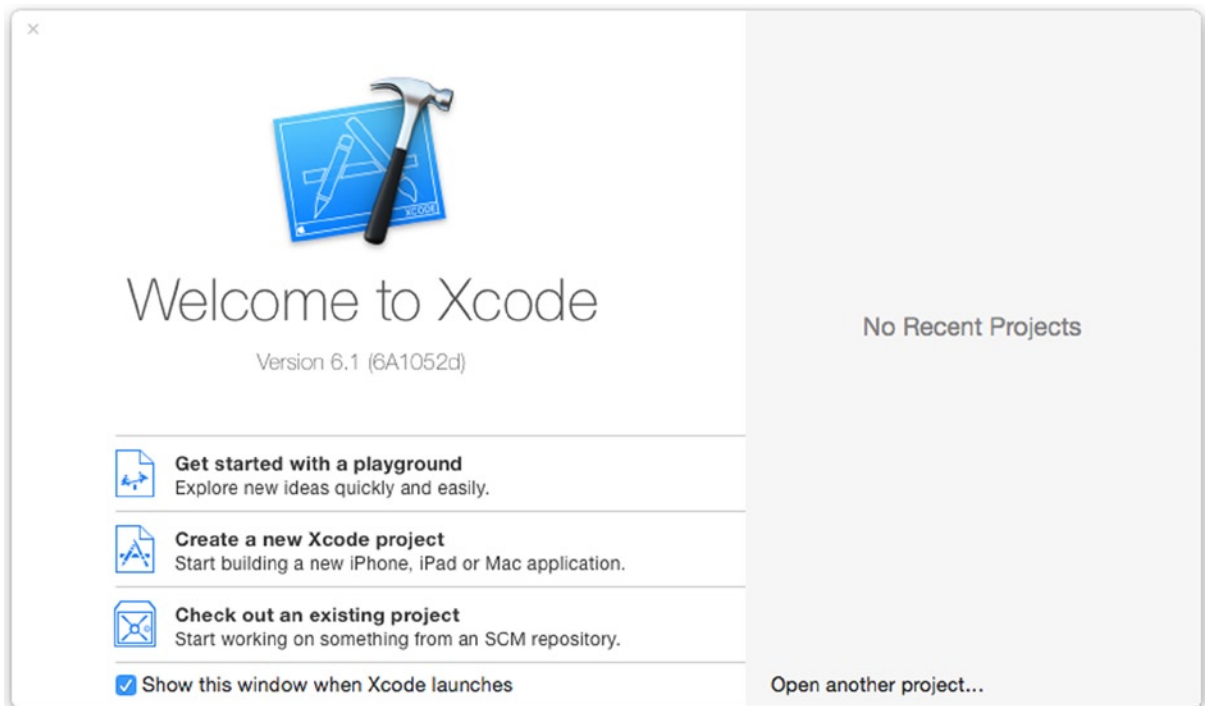 XCODE
Welcome to Xcode
Version 6.1 (6A1052d)
Get started with a playground
Explore new ideas quickly and easily.
Create a new Xcode project
Start building a new iPhone, iPad or Mac application.
Check out an existing project
Start working on something from an SCM repository.
Show this window when Xcode launches
No Recent Projects
Open another project...